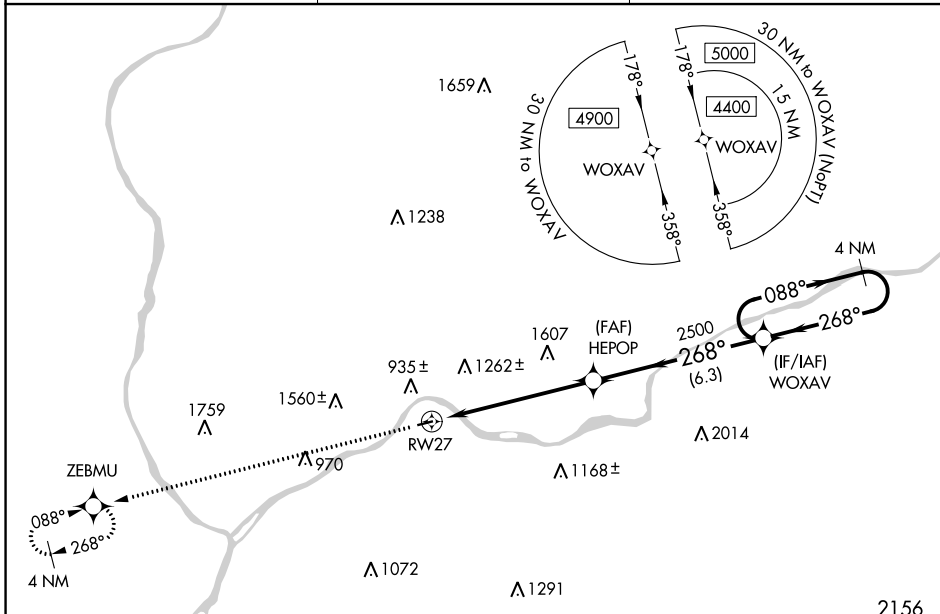 30 NM to WOXAV
4900
178°
WOXAV
358°
30 NM to WOXAV (NoPT)
5000
178°
15 NM
4400
WOXAV
358°
1659
1238
4 NM
088°
268°
(IF/IAF)
WOXAV
2500
268°
(6.3)
(FAF)
HEPOP
1607
1262±
935±
1560±
1759
970
RW27
2014
1168±
ZEBMU
088°
268°
4 NM
1072
1291
2156